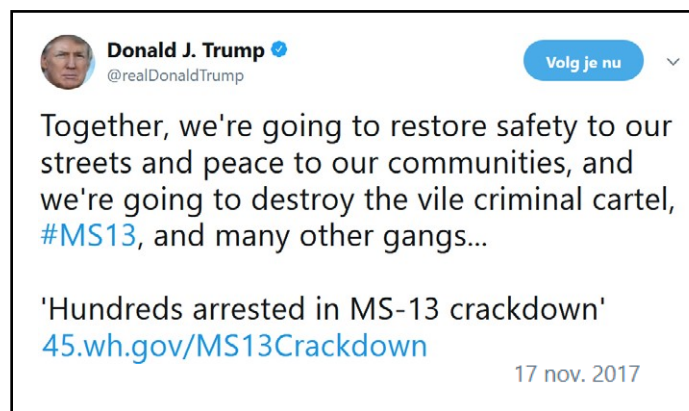 Donald J. Trump
@realDonaldTrump
Volg je nu
Together, we're going to restore safety to our
streets and peace to our communities, and
we're going to destroy the vile criminal cartel,
#MS13, and many other gangs...
'Hundreds arrested in MS-13 crackdown'
45.wh.gov/MS13Crackdown
17 nov. 2017